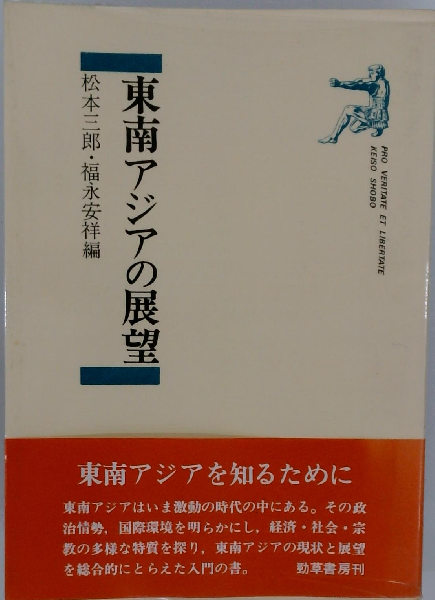 東南アジアの展望
松本三郎・福永安祥編
PRO VERITATE ET LIBERTATE
KEISO SHOBO
東南アジアを知るために
東南アジアはいま激動の時代の中にある。その政
治情勢，国際環境を明らかにし，経済・社会・宗
教の多様な特質を探り，東南アジアの現状と展望
を総合的にとらえた入門の書。 勁草書房刊